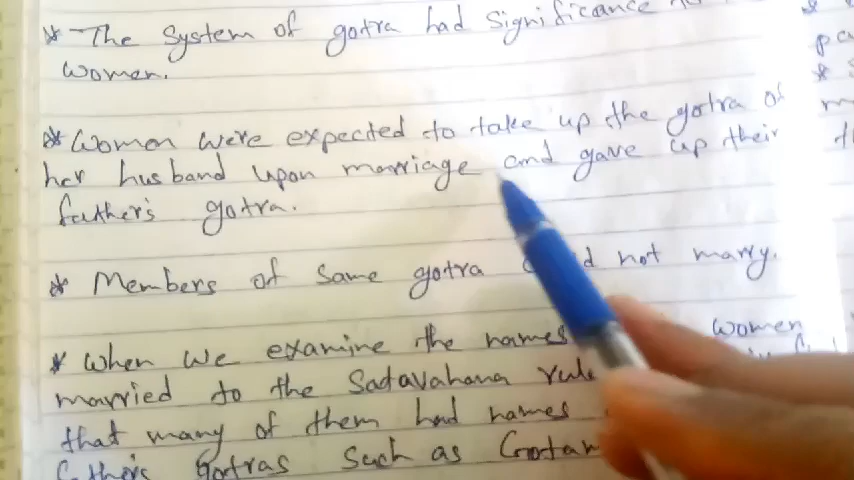 * The System of gotra had Significance
women.
* Women were expected to take up the gotra of
her husband upon marriage and gave up their
father's gotra.
* Members of Same gotra not marry.
* When we examine the names women
married to the Satavahana rule
that many of them had names
gotras Such as Gotam